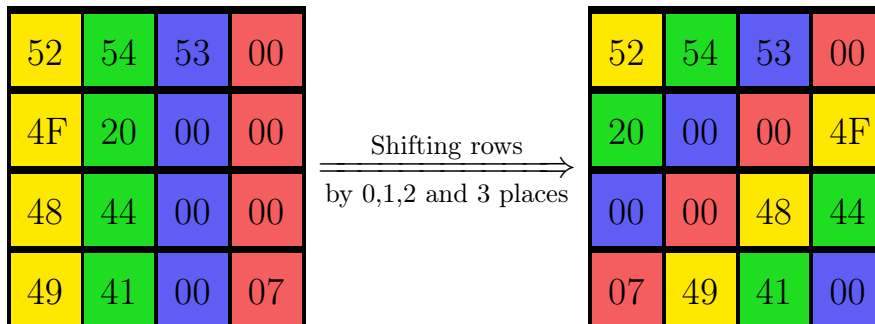 52 54 53 00
4F 20 00 00
48 44 00 00
49 41 00 07
Shifting rows
by 0,1,2 and 3 places
52 54 53 00
20 00 00 4F
00 00 48 44
07 49 41 00